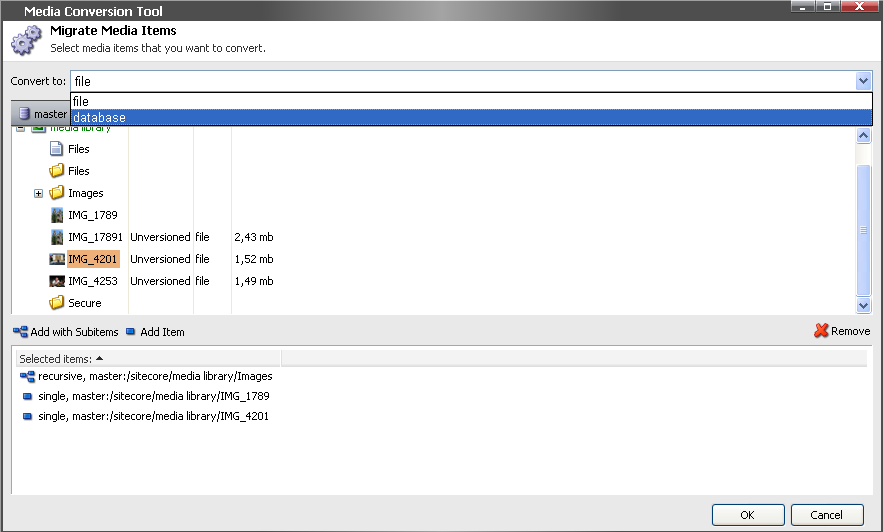 Media Conversion Tool
Migrate Media Items
Select media items that you want to convert.
Convert to: file
file
database
master
media library
Files
Files
Images
IMG_1789
IMG_17891 Unversioned file 2,43 mb
IMG_4201 Unversioned file 1,52 mb
IMG_4253 Unversioned file 1,49 mb
Secure
Add with Subitems Add Item Remove
Selected items:
recursive, master:/sitecore/media library/Images
single, master:/sitecore/media library/IMG_1789
single, master:/sitecore/media library/IMG_4201
OK Cancel